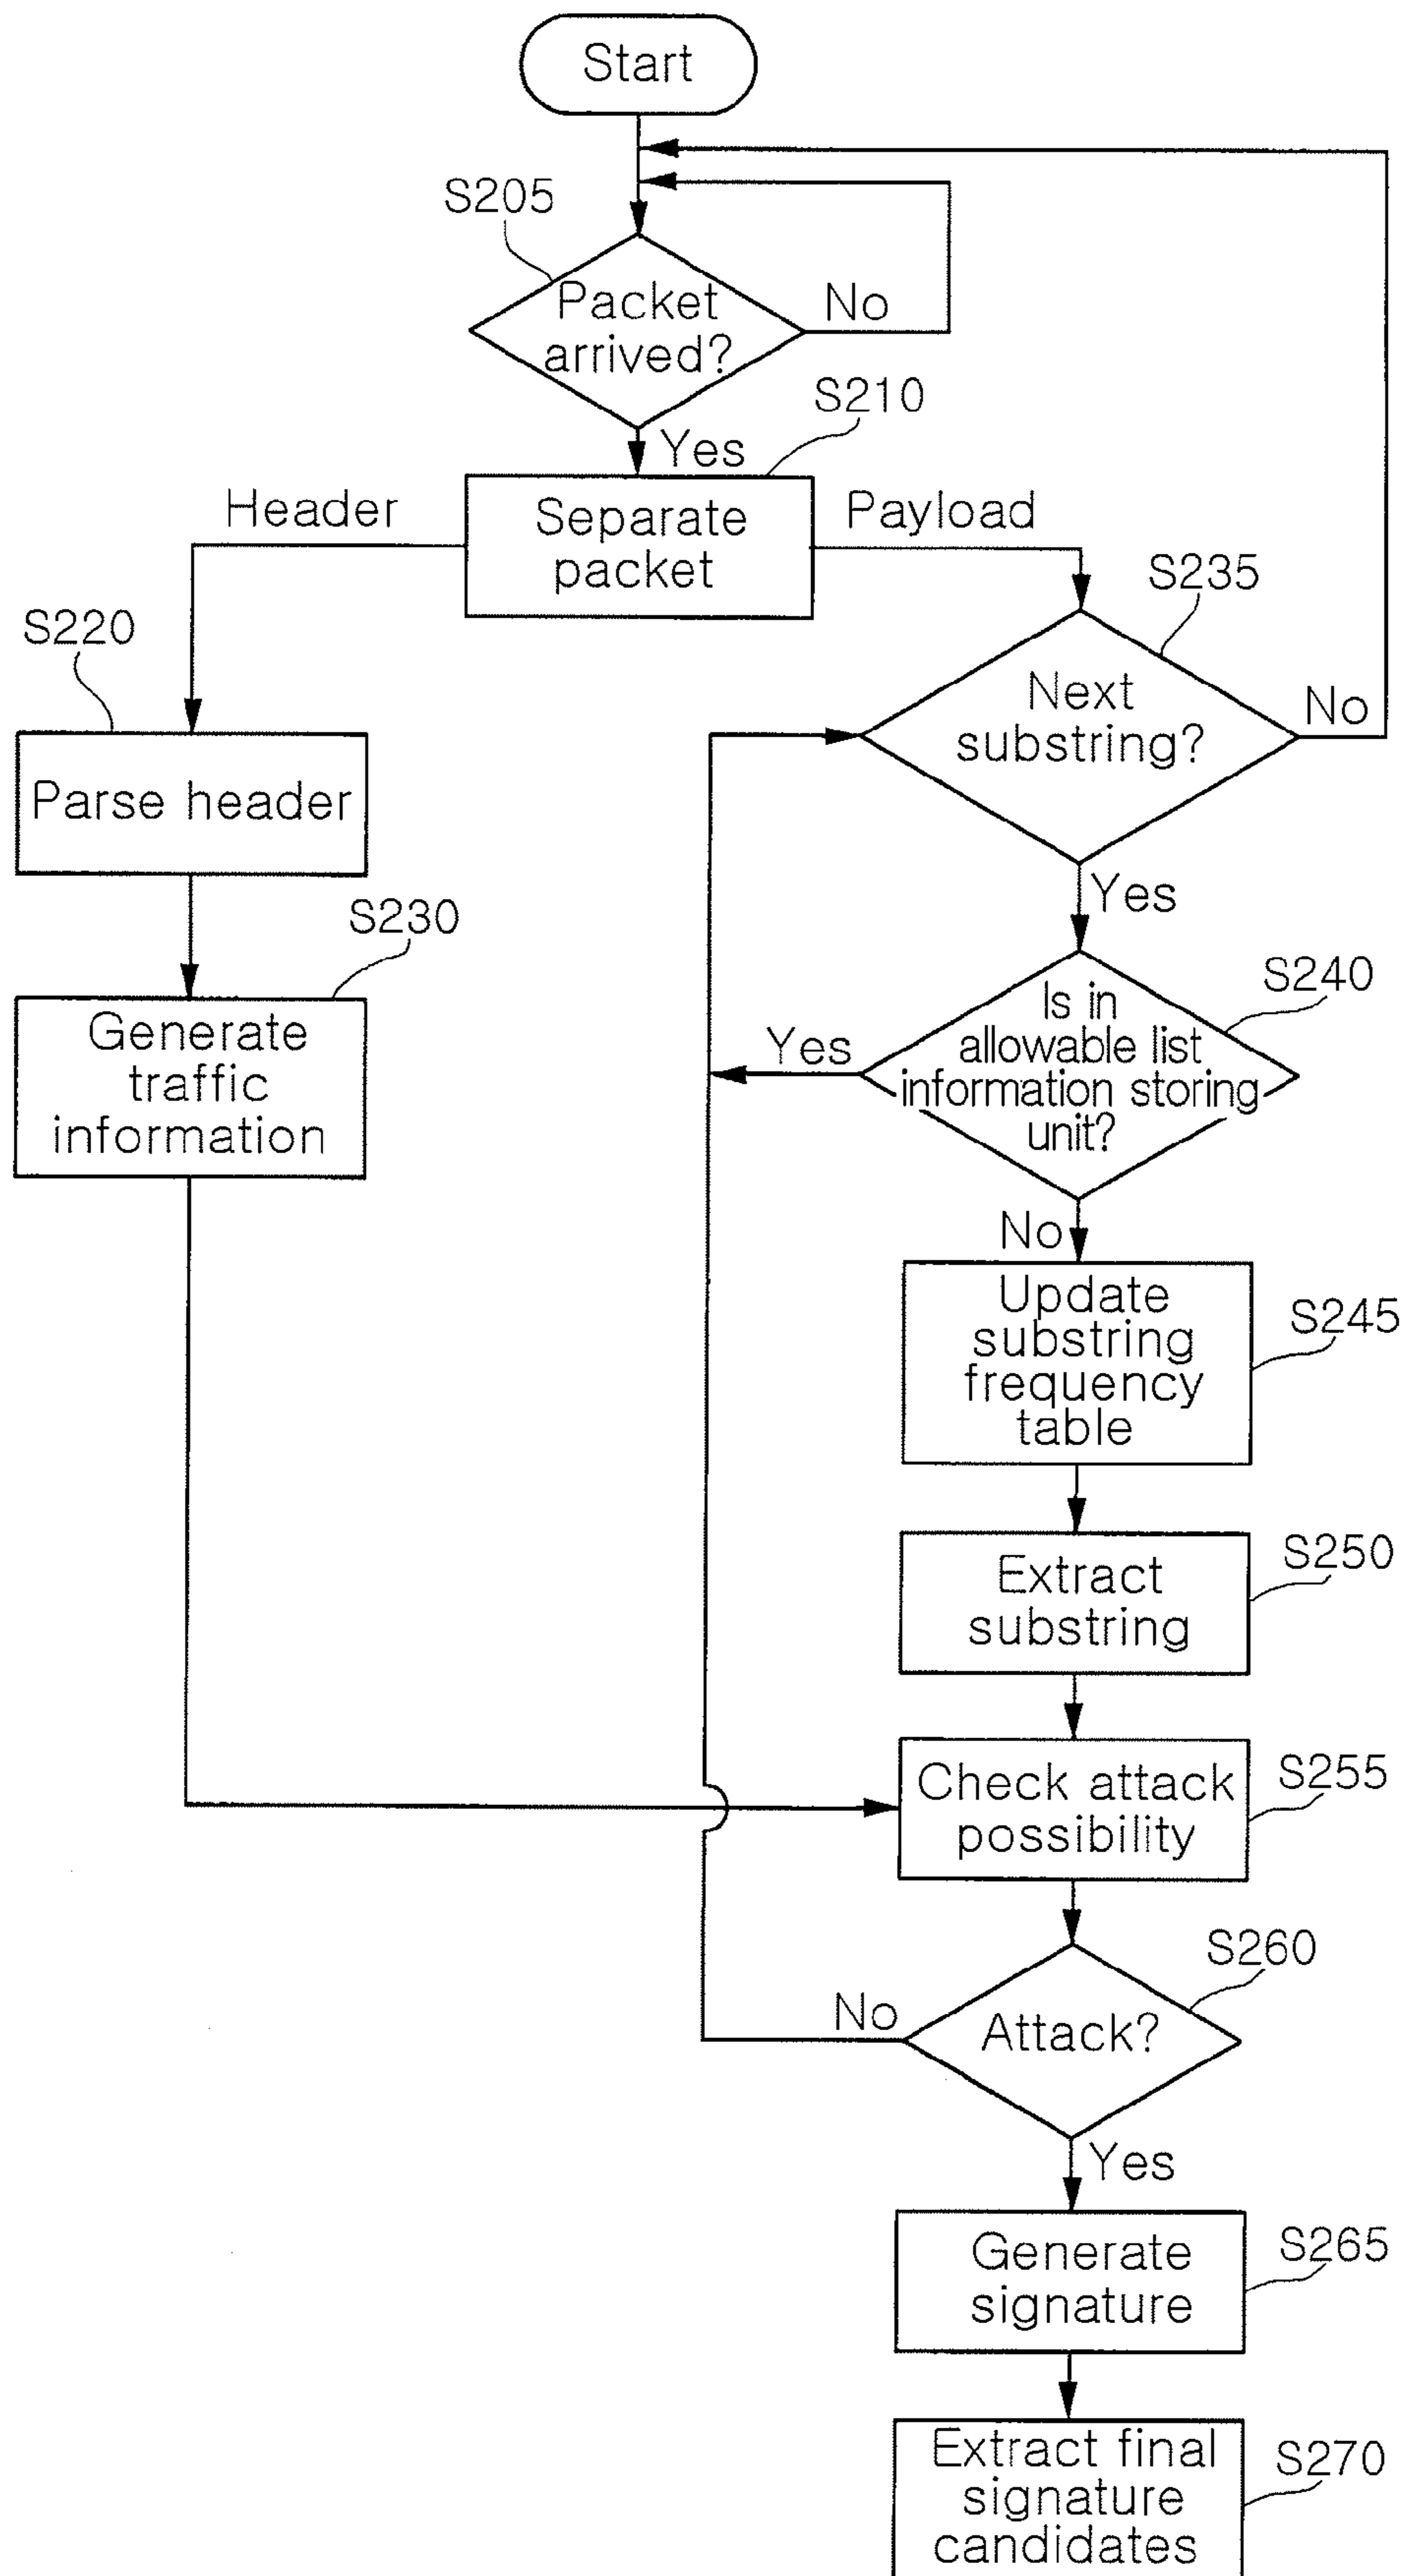 Start
S205
Packet
arrived?
No
Yes
S210
Header
Separate
packet
Payload
S235
S220
Next
substring?
No
Parse header
Yes
S230
S240
Generate
traffic
information
Is in
allowable list
information storing
unit?
Yes
No
Update
substring
frequency
table
S245
Extract
substring
S250
Check attack
possibility
S255
S260
No
Attack?
Yes
Generate
signature
S265
Extract final
signature
candidates
S270